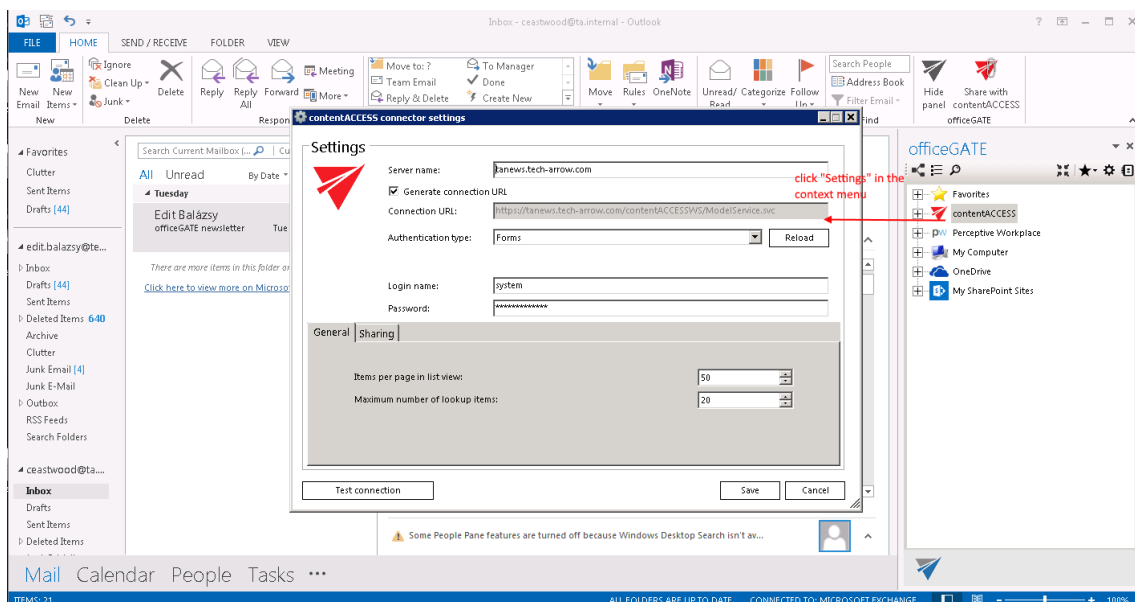 Inbox - ceastwood@ta.internal - Outlook
FILE HOME SEND / RECEIVE FOLDER VIEW
New Email
New Items
Ignore
Clean Up
Junk
Delete
Reply
Reply All
Forward
Meeting
More
Move to: ?
Team Email
Reply & Delete
To Manager
Done
Create New
Move
Rules
OneNote
Unread/ Read
Categorize
Follow Up
Search People
Address Book
Filter Email
Hide panel
Share with contentACCESS
New
Delete
Respon
Find
officeGATE
Favorites
Clutter
Sent Items
Drafts [44]
edit.balazsy@te...
Inbox
Drafts [44]
Sent Items
Deleted Items 640
Archive
Clutter
Junk Email [4]
Junk E-Mail
Outbox
RSS Feeds
Search Folders
ceastwood@ta....
Inbox
Drafts
Sent Items
Deleted Items
Search Current Mailbox (... Cu
All Unread By Date
Tuesday
Edit Balázsy
officeGATE newsletter Tue
There are more items in this folder on
Click here to view more on Microso
contentACCESS connector settings
Settings
Server name: tanews.tech-arrow.com
Generate connection URL
Connection URL: https://tanews.tech-arrow.com/contentACCESSWS/ModelService.svc
Authentication type: Forms Reload
Login name: system
Password: *************
General Sharing
Items per page in list view: 50
Maximum number of lookup items: 20
Test connection Save Cancel
click "Settings" in the
context menu
Some People Pane features are turned off because Windows Desktop Search isn't av...
officeGATE
Favorites
contentACCESS
Perceptive Workplace
My Computer
OneDrive
My SharePoint Sites
Mail Calendar People Tasks ...
ITEMS: 21 ALL FOLDERS ARE UP TO DATE. CONNECTED TO: MICROSOFT EXCHANGE 100%